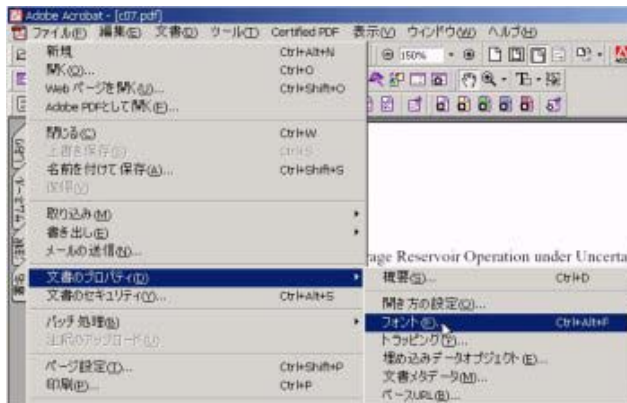 Adobe Acrobat - [c07.pdf]
ファイル(F) 編集(E) 文書(D) ツール(T) Certified PDF 表示(V) ウィンドウ(W) ヘルプ(H)
新規 Ctrl+Alt+N
開く(O)... Ctrl+O
Web ページを開く(W)... Ctrl+Shift+O
Adobe PDFとして開く(E)...
150%
閉じる(C) Ctrl+W
上書き保存(S) Ctrl+S
名前を付けて保存(A)... Ctrl+Shift+S
復帰(V)
取り込み(M)
書き出し(E)
メールの送信(N)...
rage Reservoir Operation under Uncerta
文書のプロパティ(D)
文書のセキュリティ(Y)... Ctrl+Alt+S
バッチ処理(B)
注釈のアップロード(U)
ページ設定(T)... Ctrl+Shift+P
印刷(P)... Ctrl+P
概要(S)... Ctrl+D
開き方の設定(O)...
フォント(F)... Ctrl+Alt+F
トラッピング(T)...
埋め込みデータオブジェクト(E)...
文書メタデータ(M)...
ベースURL(B)...